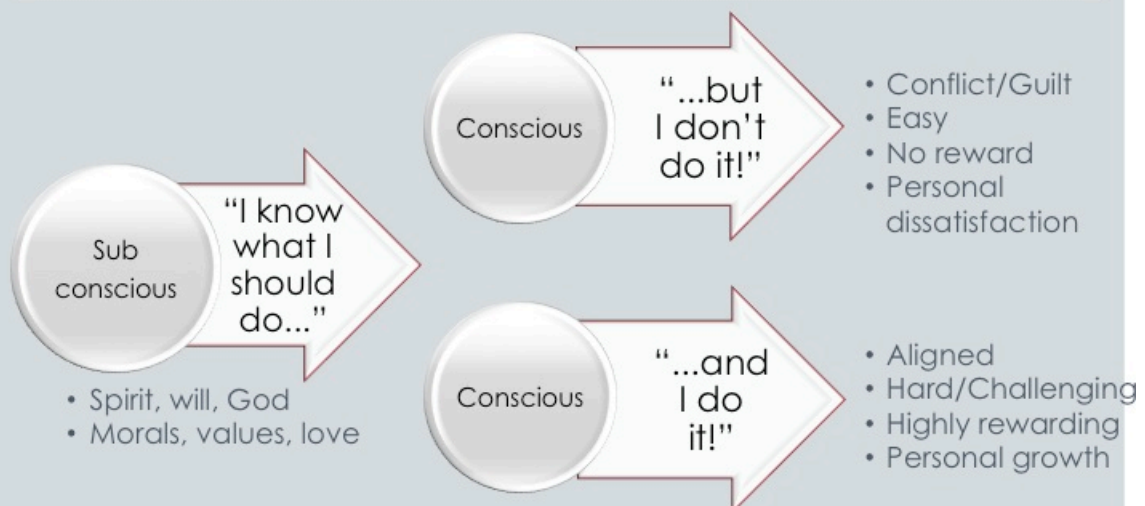 Sub
conscious
“I know
what I
should
do...”
• Spirit, will, God
• Morals, values, love
Conscious
“...but
I don’t
do it!”
• Conflict/Guilt
• Easy
• No reward
• Personal
dissatisfaction
Conscious
“...and
I do
it!”
• Aligned
• Hard/Challenging
• Highly rewarding
• Personal growth